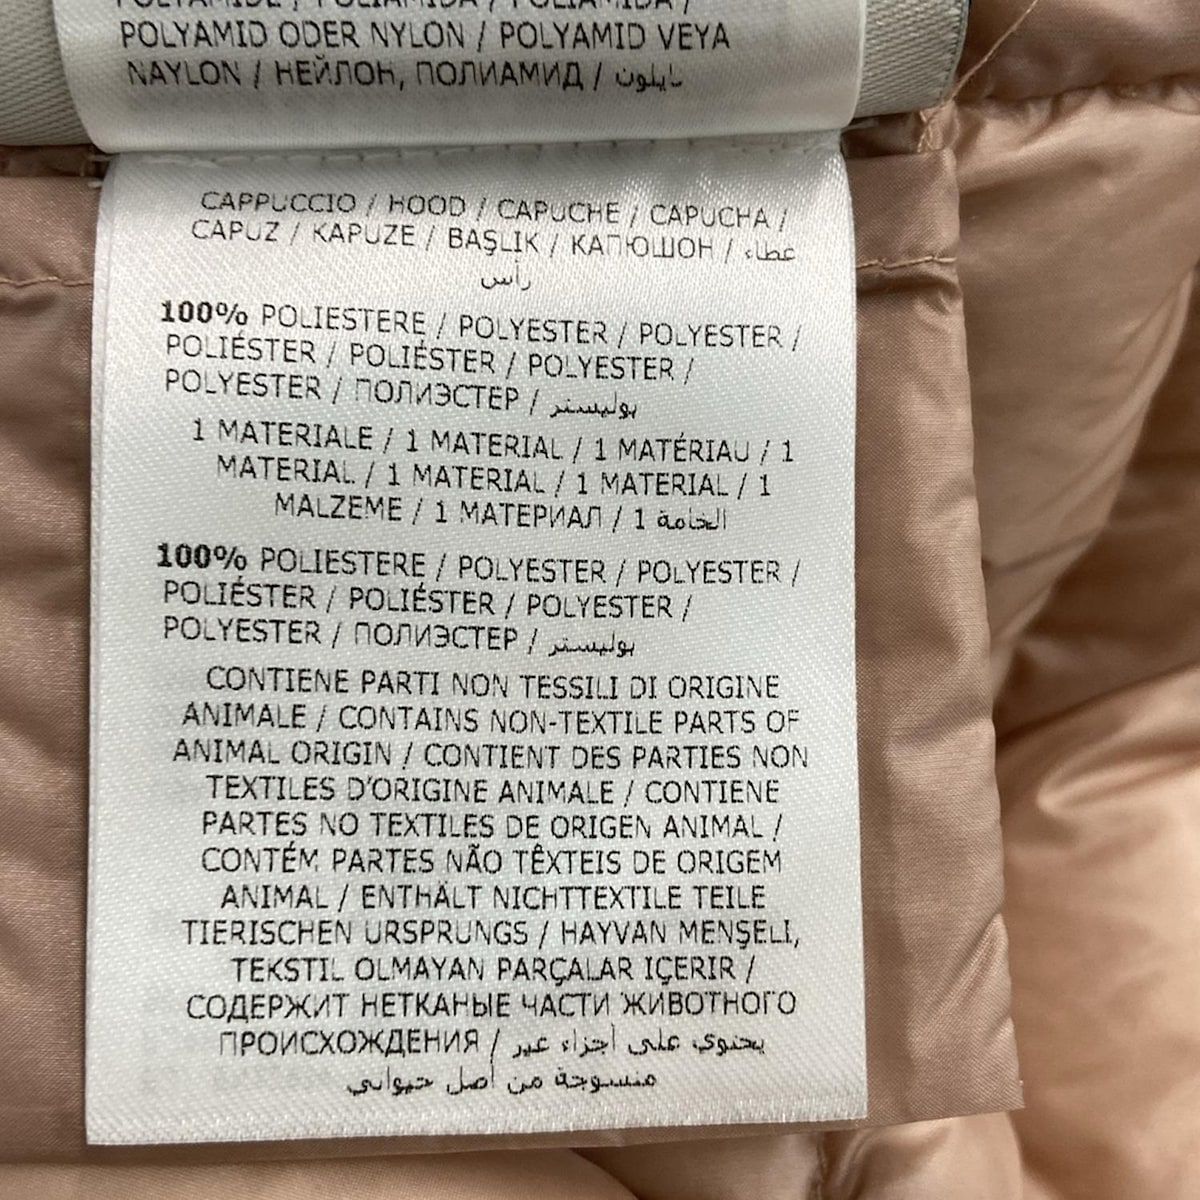 POLYAMIDE / POLIAMIDA / POLIAMIDA /
POLYAMID ODER NYLON / POLYAMID VEYA
NAYLON / НЕЙЛОН, ПОЛИАМИД / نايلون
CAPPUCCIO / HOOD / CAPUCHE / CAPUCHA /
CAPUZ / KAPUZE / BAŞLIK / КАПЮШОН / غطاء
رأس
100% POLIESTERE / POLYESTER / POLYESTER /
POLIÉSTER / POLIÉSTER / POLYESTER /
POLYESTER / ПОЛИЭСТЕР / بوليستر
1 MATERIALE / 1 MATERIAL / 1 MATÉRIAU / 1
MATERIAL / 1 MATERIAL / 1 MATERIAL / 1
MALZEME / 1 МАТЕРИАЛ / 1 الخامة
100% POLIESTERE / POLYESTER / POLYESTER /
POLIÉSTER / POLIÉSTER / POLYESTER /
POLYESTER / ПОЛИЭСТЕР / بوليستر
CONTIENE PARTI NON TESSILI DI ORIGINE
ANIMALE / CONTAINS NON-TEXTILE PARTS OF
ANIMAL ORIGIN / CONTIENT DES PARTIES NON
TEXTILES D'ORIGINE ANIMALE / CONTIENE
PARTES NO TEXTILES DE ORIGEN ANIMAL /
CONTÉM PARTES NÃO TÊXTEIS DE ORIGEM
ANIMAL / ENTHÄLT NICHTTEXTILE TEILE
TIERISCHEN URSPRUNGS / HAYVAN MENŞELI,
TEKSTIL OLMAYAN PARÇALAR IÇERIR /
СОДЕРЖИТ НЕТКАНЫЕ ЧАСТИ ЖИВОТНОГО
ПРОИСХОЖДЕНИЯ / يحتوي على أجزاء غير
منسوجة من أصل حيواني